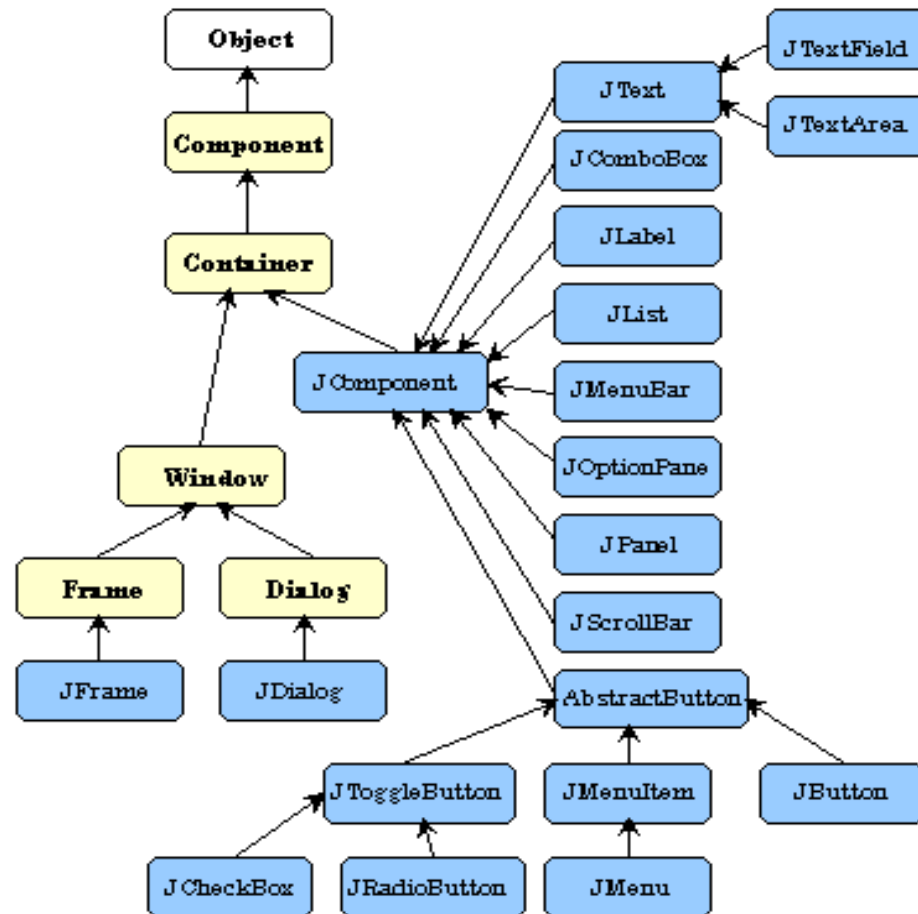 Object
JTextField
JText
Component
JTextArea
JComboBox
Container
JLabel
JList
JComponent
JMenuBar
Window
JOptionPane
JPanel
Frame
Dialog
JScrollBar
JFrame
JDialog
AbstractButton
JToggleButton
JMenuItem
JButton
JCheckBox
JRadioButton
JMenu